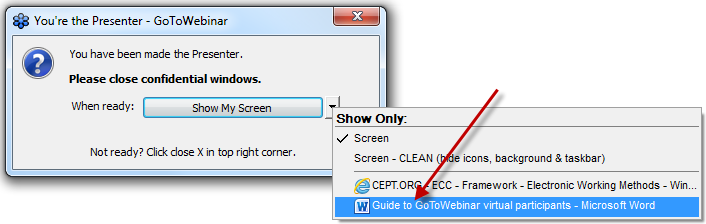 You're the Presenter - GoToWebinar
You have been made the Presenter.
Please close confidential windows.
When ready: Show My Screen
Not ready? Click close X in top right corner.
Show Only:
Screen
Screen - CLEAN (hide icons, background & taskbar)
CEPT.ORG - ECC - Framework - Electronic Working Methods - Win
Guide to GoToWebinar virtual participants - Microsoft Word